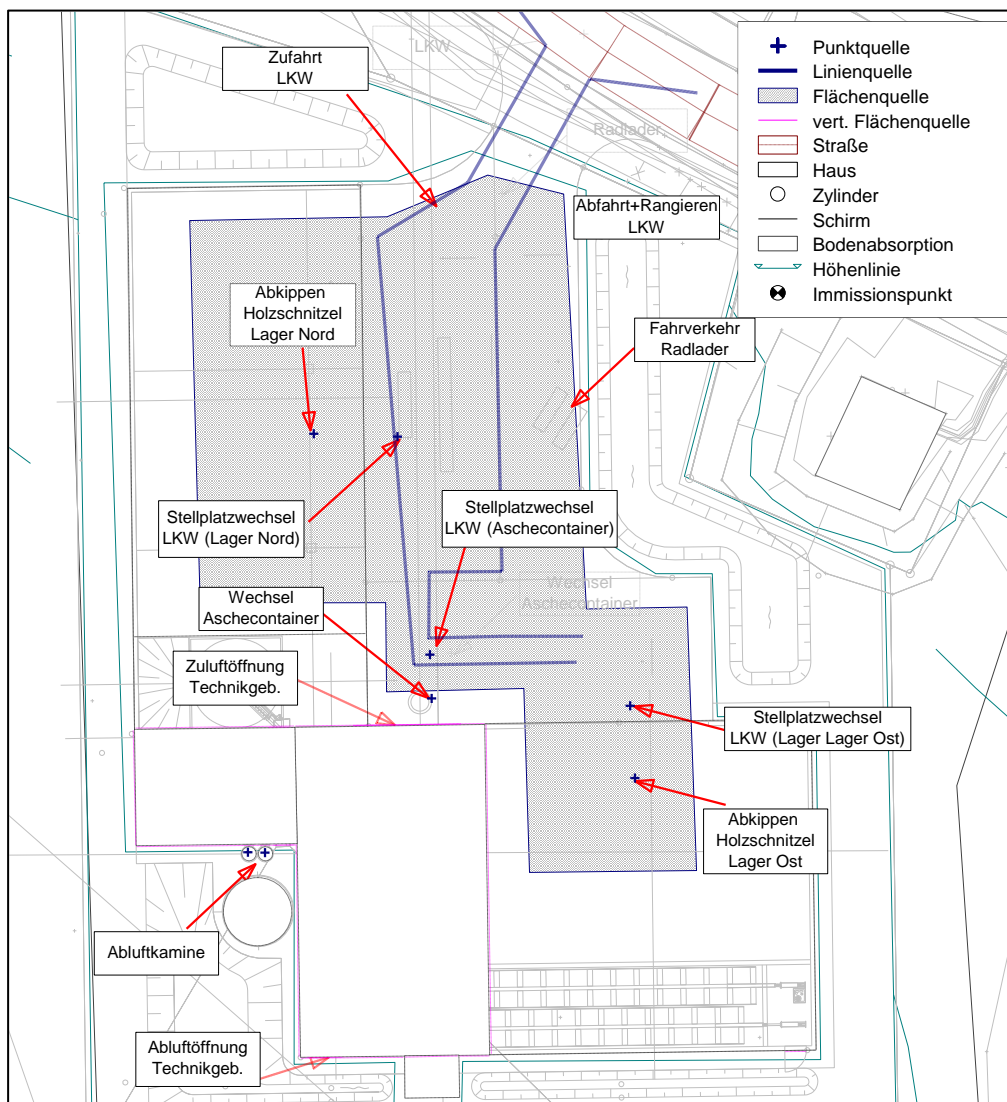 Zufahrt
LKW
LKW
Radlader
Abfahrt+Rangieren
LKW
Punktquelle
Linienquelle
Flächenquelle
vert. Flächenquelle
Straße
Haus
Zylinder
Schirm
Bodenabsorption
Höhenlinie
Immissionspunkt
Abkippen
Holzschnitzel
Lager Nord
Fahrverkehr
Radlader
Stellplatzwechsel
LKW (Lager Nord)
Stellplatzwechsel
LKW (Aschecontainer)
Wechsel
Aschecontainer
Wechsel
Aschecontainer
Zuluftöffnung
Technikgeb.
Stellplatzwechsel
LKW (Lager Lager Ost)
Abkippen
Holzschnitzel
Lager Ost
Abluftkamine
Abluftöffnung
Technikgeb.